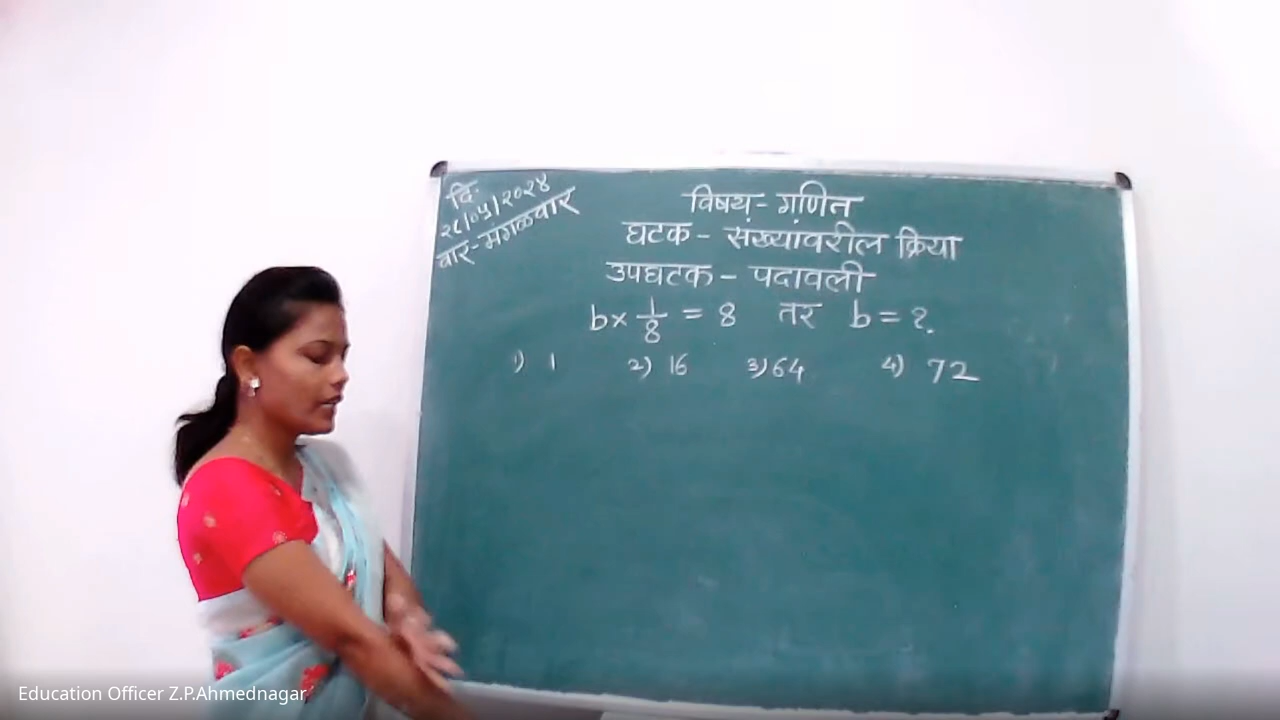 दि.
२८/०५/२०२४
वार-मंगळवार
विषय- गणित
घटक- संख्यांवरील क्रिया
उपघटक- पदावली
b× 1/8 = 8 तर b = ?.
1) 1 2) 16 3) 64 4) 72
Education Officer Z.P.Ahmednagar